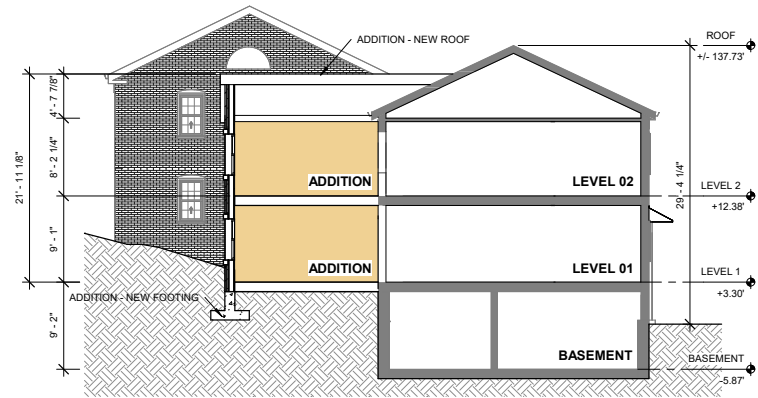 ADDITION - NEW ROOF
ROOF
+/- 137.73'
4' - 7 7/8"
8' - 2 1/4"
21' - 11 1/8"
9' - 1"
9' - 2"
29' - 4 1/4"
ADDITION
LEVEL 02
LEVEL 2
+12.38'
ADDITION
LEVEL 01
LEVEL 1
+3.30'
ADDITION - NEW FOOTING
BASEMENT
BASEMENT
-5.87'